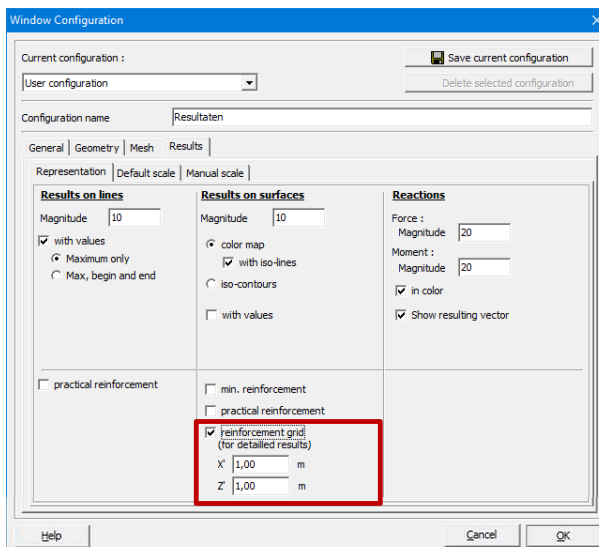 Window Configuration
Current configuration :
Save current configuration
User configuration
Delete selected configuration
Configuration name
Resultaten
General
Geometry
Mesh
Results
Representation
Default scale
Manual scale
Results on lines
Magnitude
10
with values
Maximum only
Max, begin and end
practical reinforcement
Results on surfaces
Magnitude
10
color map
with iso-lines
iso-contours
with values
min. reinforcement
practical reinforcement
reinforcement grid
(for detailled results)
X' 1,00 m
Z' 1,00 m
Reactions
Force :
Magnitude
20
Moment :
Magnitude
20
in color
Show resulting vector
Help
Cancel
OK